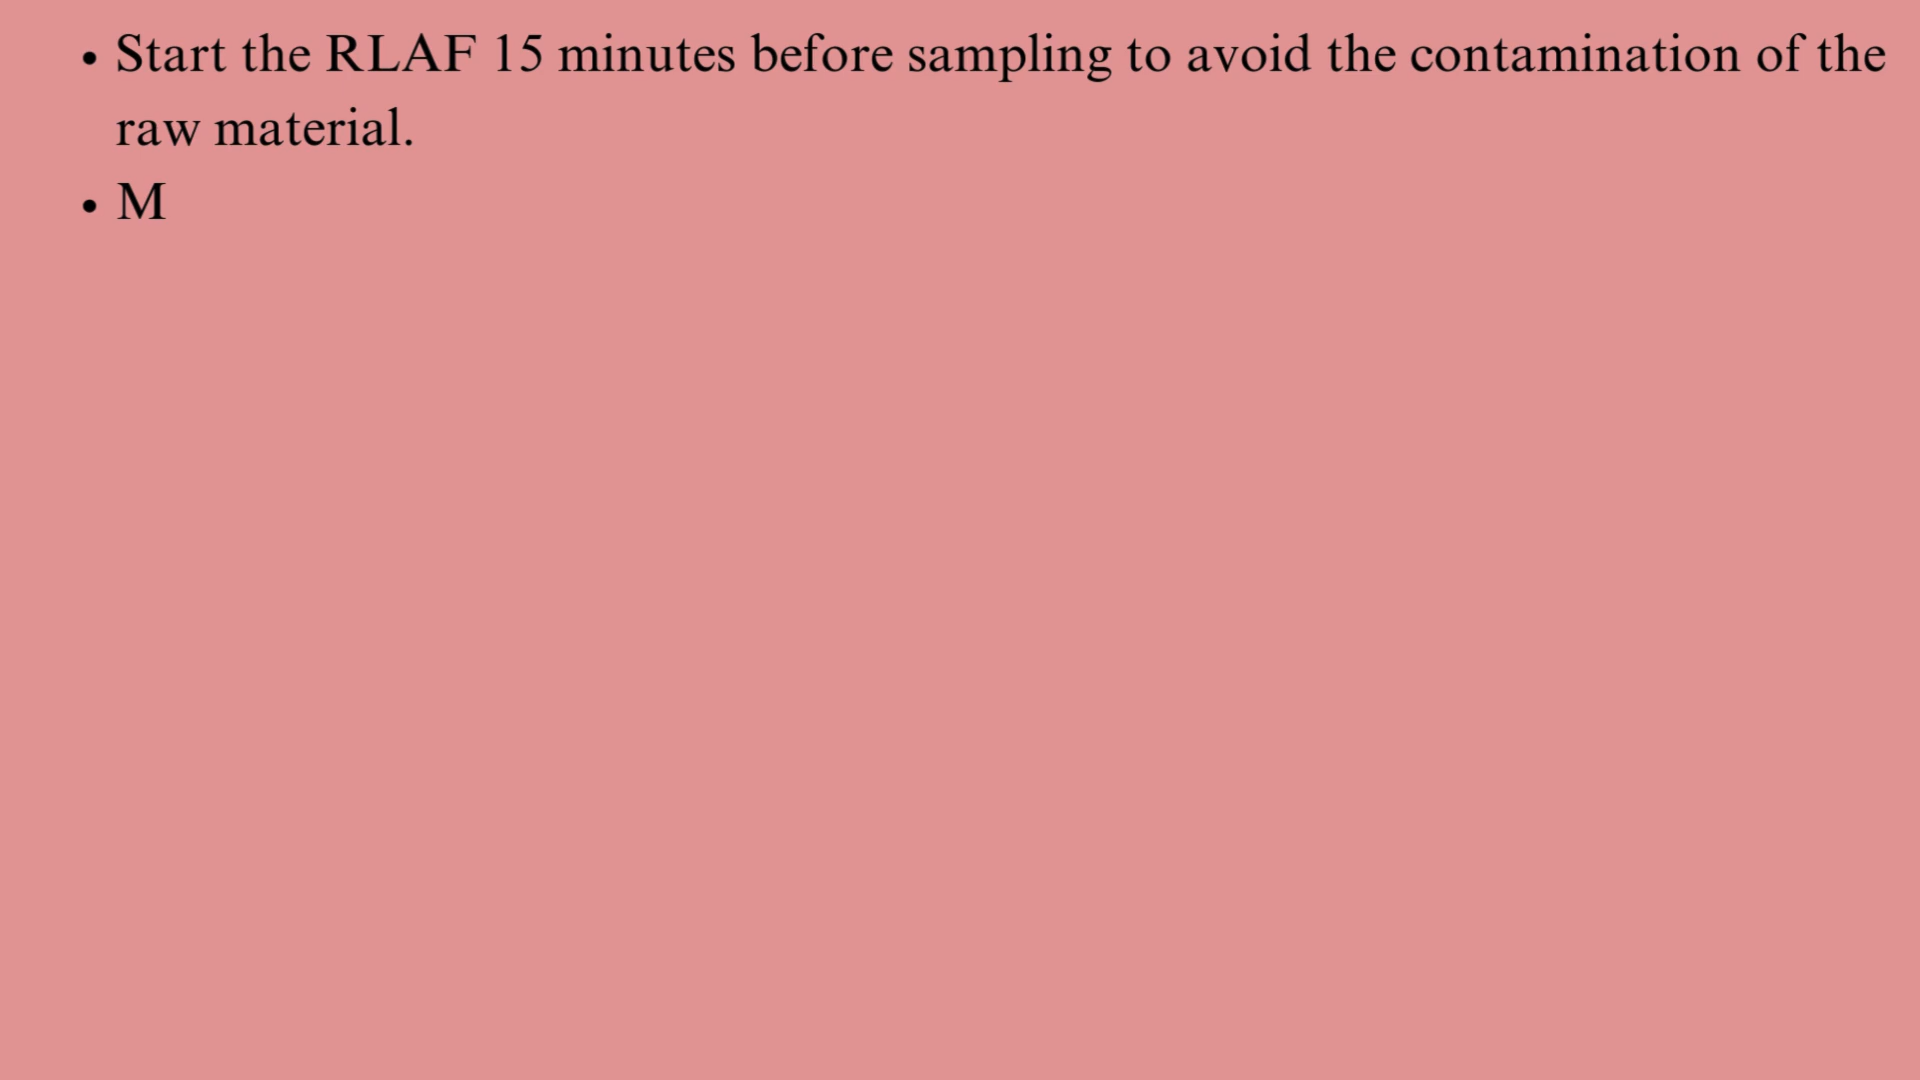 • Start the RLAF 15 minutes before sampling to avoid the contamination of the
raw material.
• M